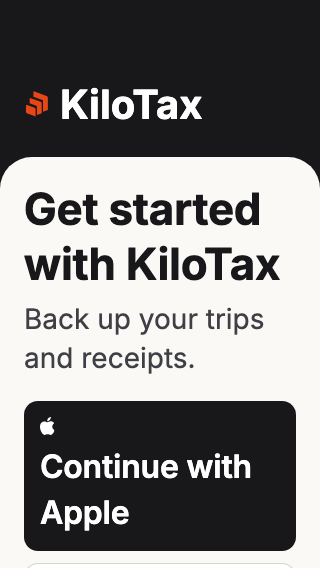 KiloTax
Get started
with KiloTax
Back up your trips
and receipts.
Continue with
Apple